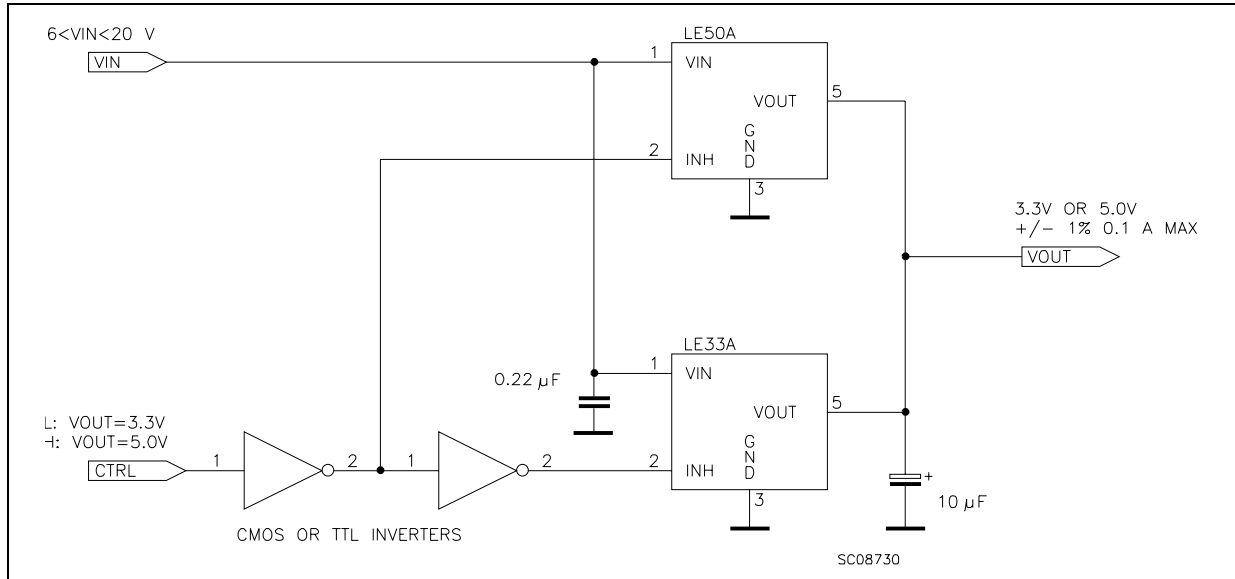 6<VIN<20 V
VIN
LE50A
1
VIN
VOUT
5
2
INH
GND
3
3.3V OR 5.0V
+/- 1% 0.1 A MAX
VOUT
LE33A
1
VIN
0.22 µF
VOUT
5
L: VOUT=3.3V
H: VOUT=5.0V
CTRL
1
2
1
2
2
INH
GND
3
+
10 µF
CMOS OR TTL INVERTERS
SC08730